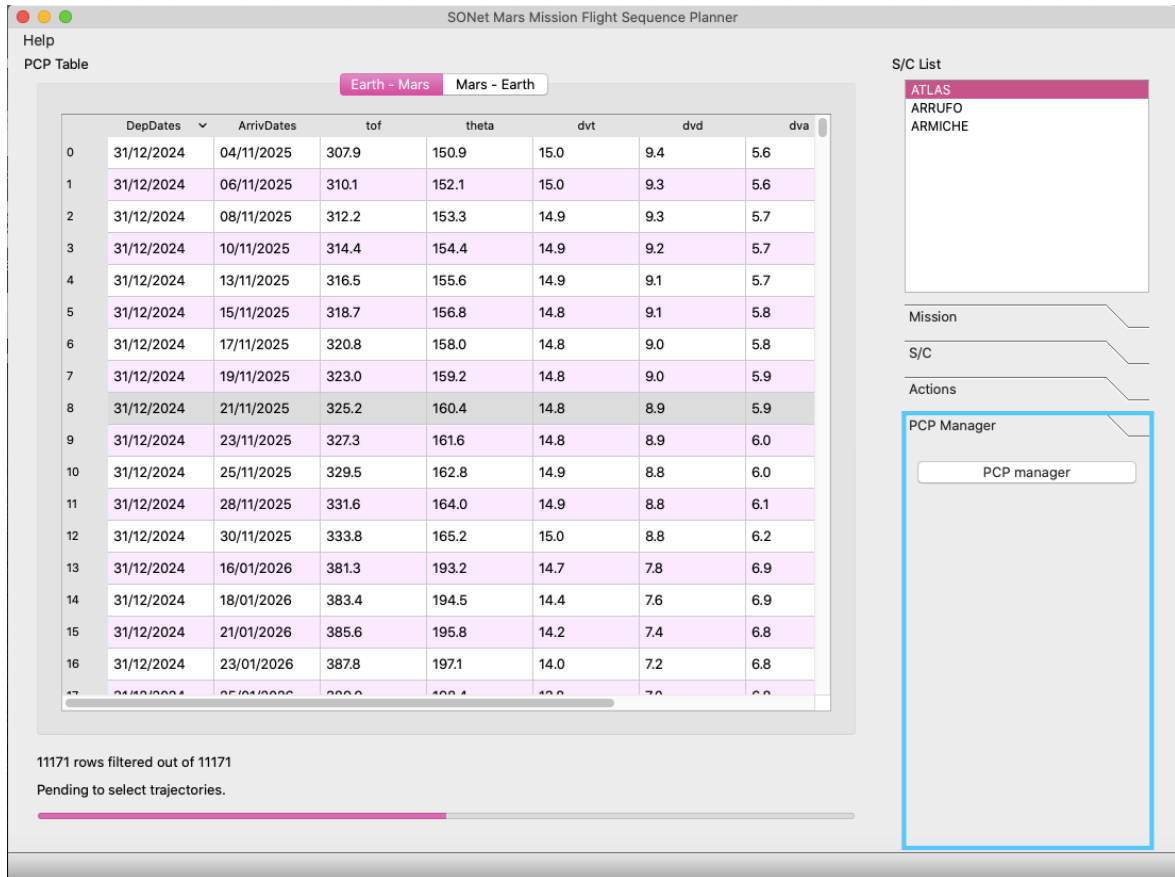 SONet Mars Mission Flight Sequence Planner
Help
PCP Table
Earth - Mars Mars - Earth
DepDates ArrivDates tof theta dvt dvd dva
0 31/12/2024 04/11/2025 307.9 150.9 15.0 9.4 5.6
1 31/12/2024 06/11/2025 310.1 152.1 15.0 9.3 5.6
2 31/12/2024 08/11/2025 312.2 153.3 14.9 9.3 5.7
3 31/12/2024 10/11/2025 314.4 154.4 14.9 9.2 5.7
4 31/12/2024 13/11/2025 316.5 155.6 14.9 9.1 5.7
5 31/12/2024 15/11/2025 318.7 156.8 14.8 9.1 5.8
6 31/12/2024 17/11/2025 320.8 158.0 14.8 9.0 5.8
7 31/12/2024 19/11/2025 323.0 159.2 14.8 9.0 5.9
8 31/12/2024 21/11/2025 325.2 160.4 14.8 8.9 5.9
9 31/12/2024 23/11/2025 327.3 161.6 14.8 8.9 6.0
10 31/12/2024 25/11/2025 329.5 162.8 14.9 8.8 6.0
11 31/12/2024 28/11/2025 331.6 164.0 14.9 8.8 6.1
12 31/12/2024 30/11/2025 333.8 165.2 15.0 8.8 6.2
13 31/12/2024 16/01/2026 381.3 193.2 14.7 7.8 6.9
14 31/12/2024 18/01/2026 383.4 194.5 14.4 7.6 6.9
15 31/12/2024 21/01/2026 385.6 195.8 14.2 7.4 6.8
16 31/12/2024 23/01/2026 387.8 197.1 14.0 7.2 6.8
11171 rows filtered out of 11171
Pending to select trajectories.
S/C List
ATLAS
ARRUFO
ARMICHE
Mission
S/C
Actions
PCP Manager
PCP manager